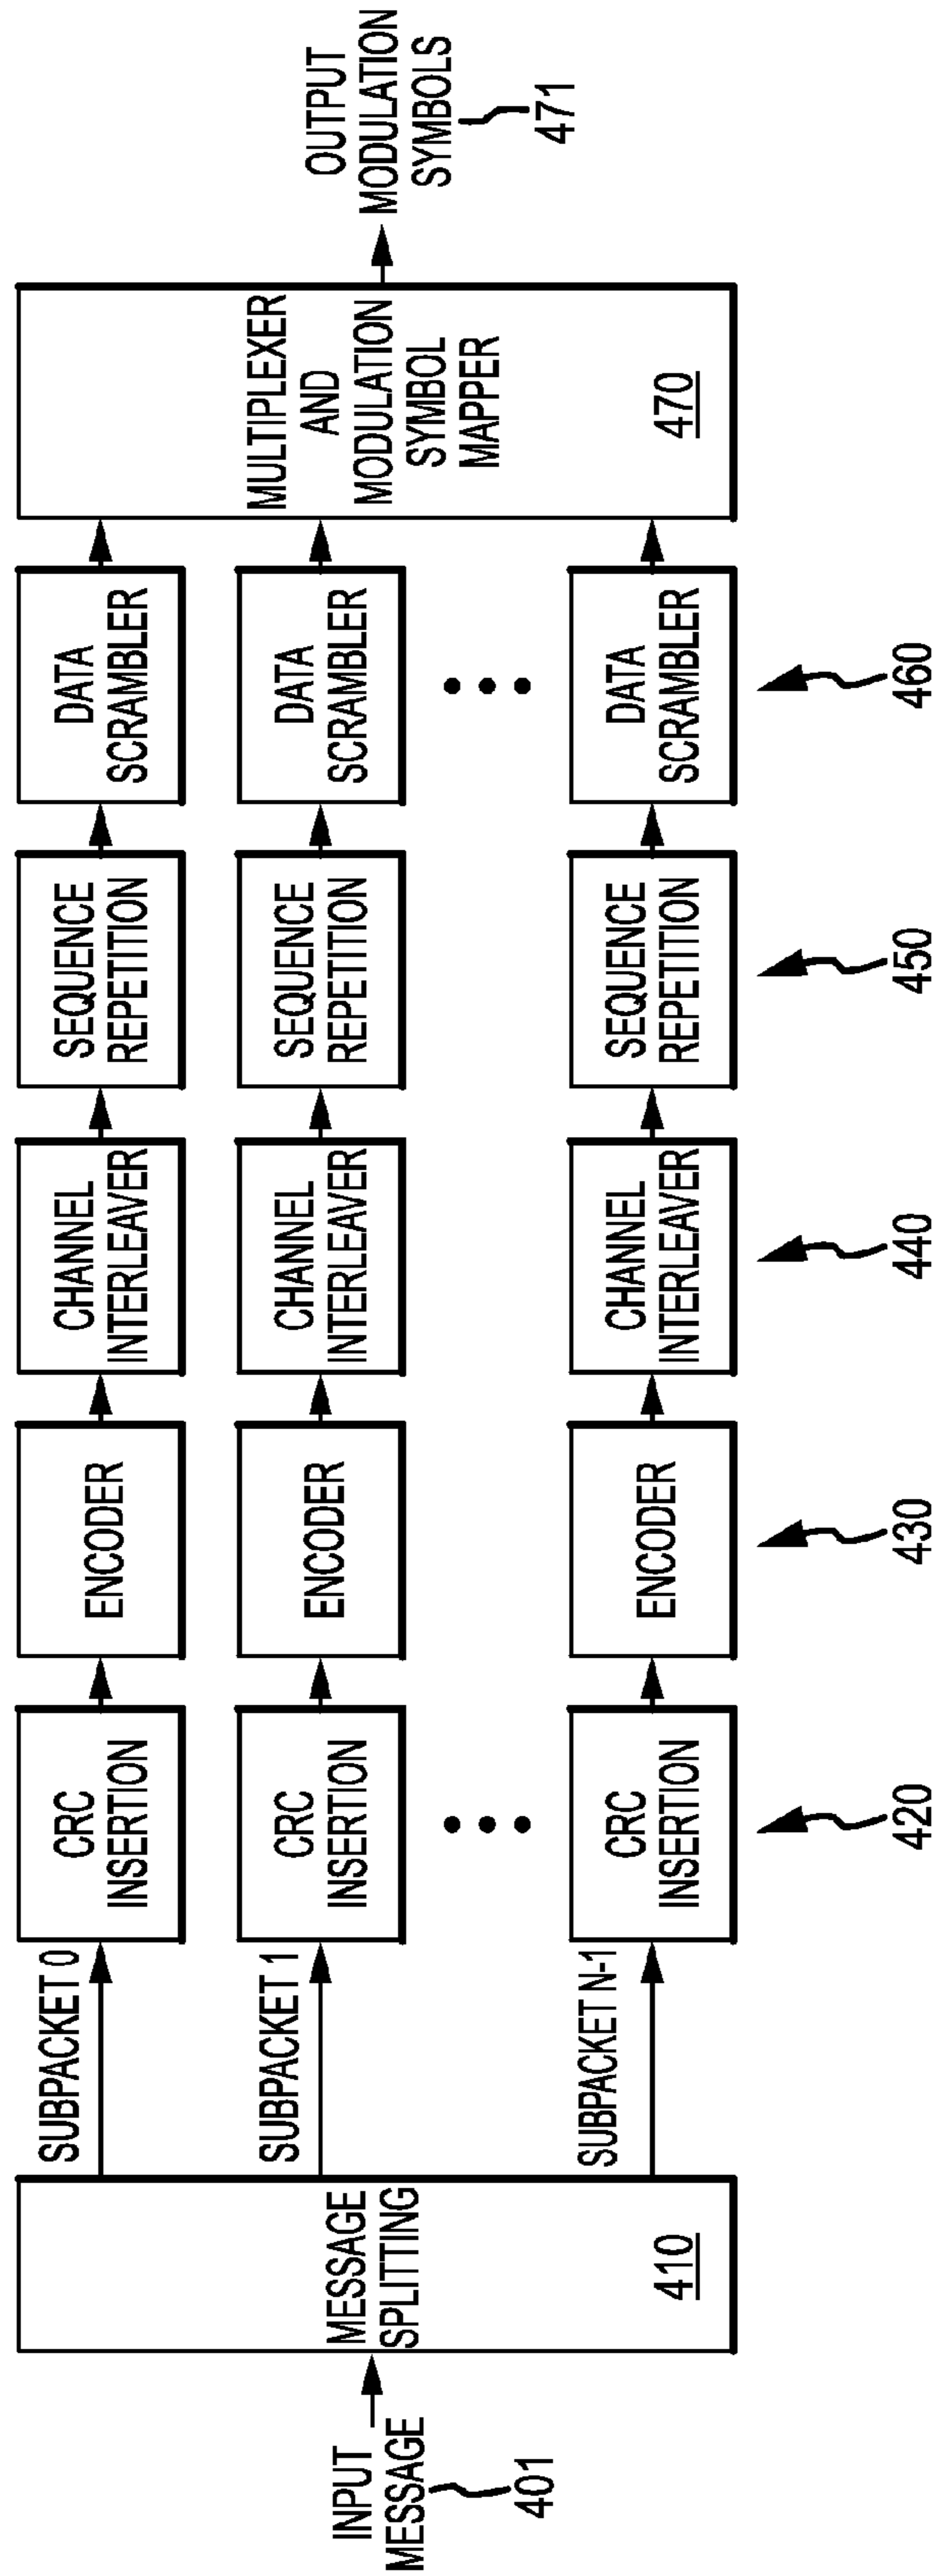 INPUT
MESSAGE
401
MESSAGE
SPLITTING
410
SUBPACKET 0
CRC
INSERTION
ENCODER
CHANNEL
INTERLEAVER
SEQUENCE
REPETITION
DATA
SCRAMBLER
SUBPACKET 1
CRC
INSERTION
ENCODER
CHANNEL
INTERLEAVER
SEQUENCE
REPETITION
DATA
SCRAMBLER
SUBPACKET N-1
CRC
INSERTION
ENCODER
CHANNEL
INTERLEAVER
SEQUENCE
REPETITION
DATA
SCRAMBLER
420
430
440
450
460
MULTIPLEXER
AND
MODULATION
SYMBOL
MAPPER
470
OUTPUT
MODULATION
SYMBOLS
471